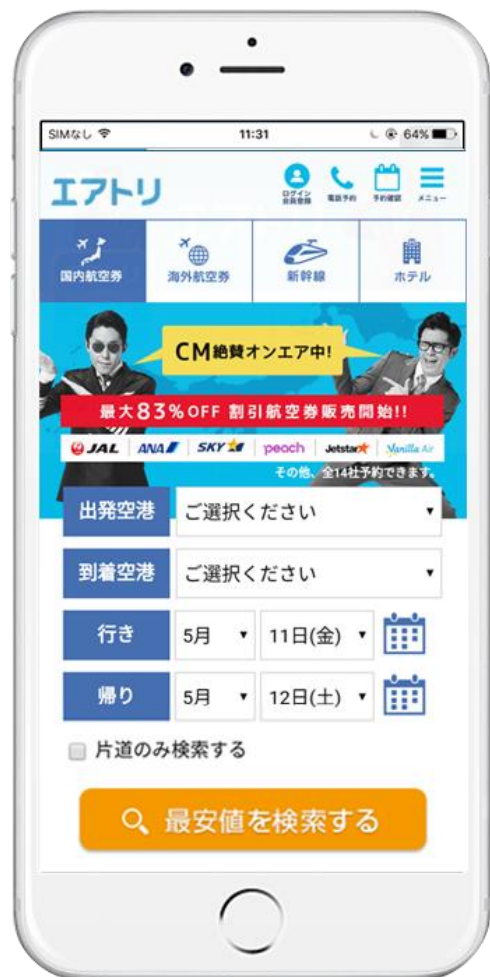 SIMなし 11:31 64%
エアトリ
ログイン
会員登録
電話予約
予約確認
メニュー
国内航空券
海外航空券
新幹線
ホテル
CM絶賛オンエア中!
最大83%OFF 割引航空券販売開始!!
JAL ANA SKY peach Jetstar Vanilla Air
その他、全14社予約できます。
出発空港 ご選択ください
到着空港 ご選択ください
行き 5月 11日(金)
帰り 5月 12日(土)
片道のみ検索する
最安値を検索する